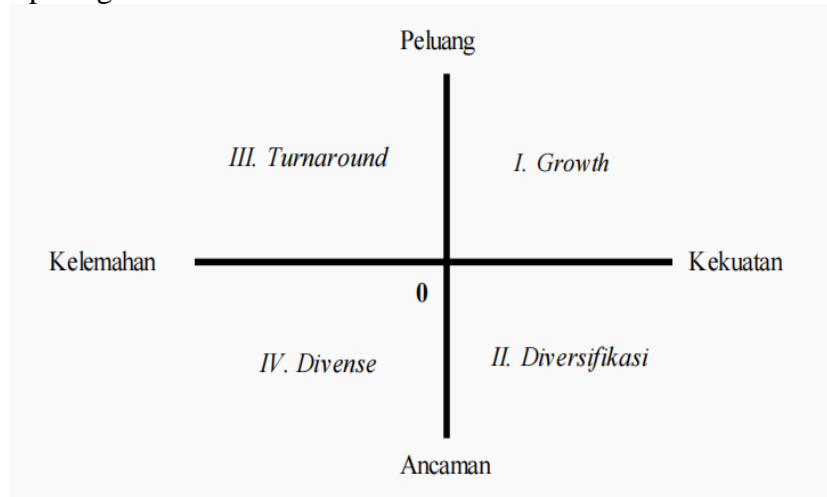 Peluang
III. Turnaround
I. Growth
Kelemahan
Kekuatan
0
IV. Divense
II. Diversifikasi
Ancaman